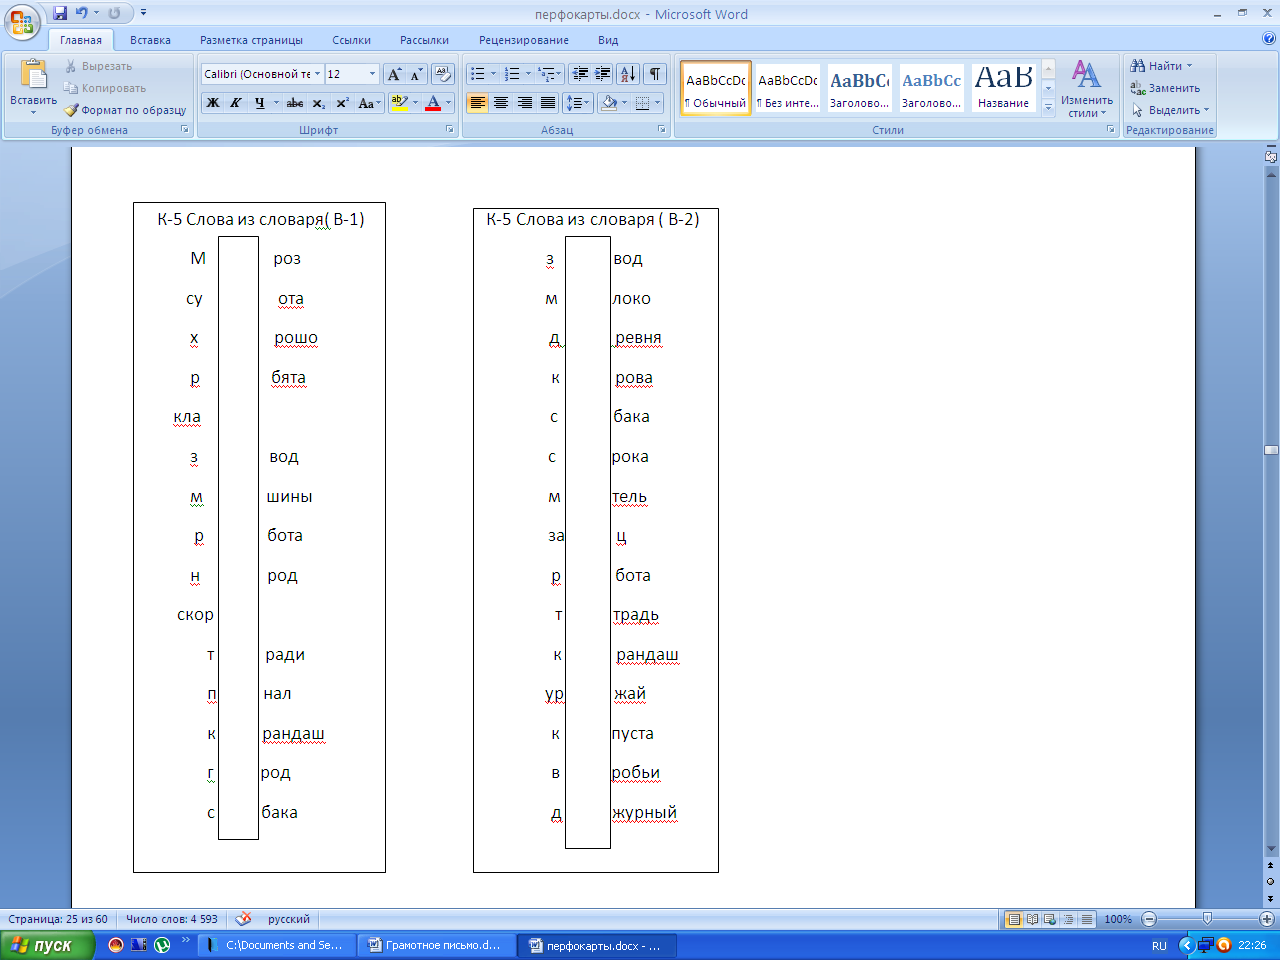 перфокарты.docx - Microsoft Word
Главная Вставка Разметка страницы Ссылки Рассылки Рецензирование Вид
Вставить
Вырезать
Копировать
Формат по образцу
Буфер обмена
Calibri (Основной те 12
Ж К Ч abc x₂ x² Aa
Шрифт
Абзац
AaBbCcDc AaBbCcDc AaBbC AaBbCc AaB
¶ Обычный ¶ Без инте... Заголово... Заголово... Название
Изменить стили
Стили
Найти
Заменить
Выделить
Редактирование
К-5 Слова из словаря( В-1)
М роз
су ота
х рошо
р бята
кла
з вод
м шины
р бота
н род
скор
т ради
п нал
к рандаш
г род
с бака
К-5 Слова из словаря ( В-2)
з вод
м локо
д ревня
к рова
с бака
с рока
м тель
за ц
р бота
т традь
к рандаш
ур жай
к пуста
в робьи
д журный
Страница: 25 из 60 Число слов: 4 593 русский 100%
пуск C:\Documents and Se... Грамотное письмо.d... перфокарты.docx - ... RU 22:26